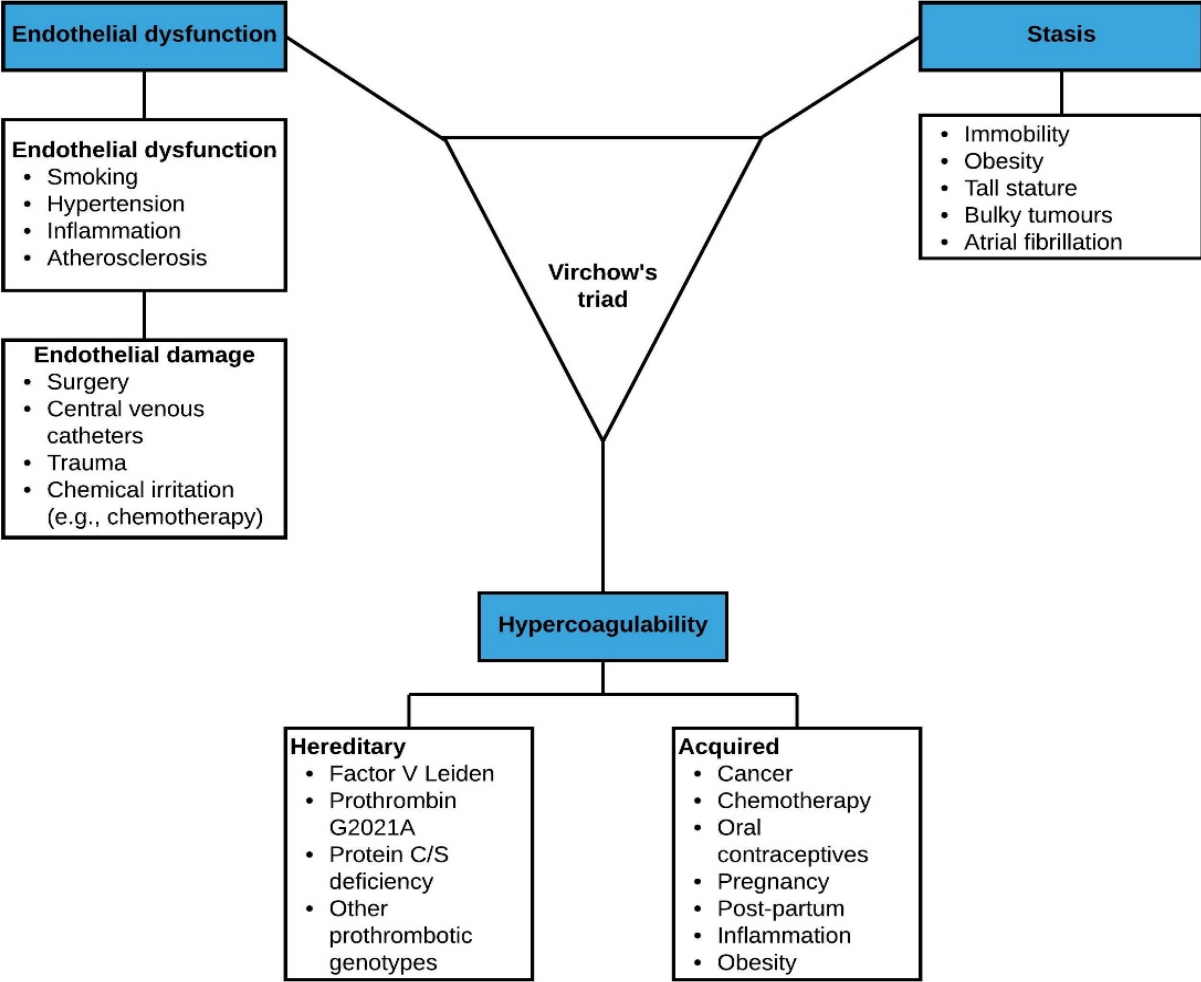 Endothelial dysfunction
Endothelial dysfunction
• Smoking
• Hypertension
• Inflammation
• Atherosclerosis
Endothelial damage
• Surgery
• Central venous
catheters
• Trauma
• Chemical irritation
(e.g., chemotherapy)
Virchow's
triad
Stasis
• Immobility
• Obesity
• Tall stature
• Bulky tumours
• Atrial fibrillation
Hypercoagulability
Hereditary
• Factor V Leiden
• Prothrombin
G2021A
• Protein C/S
deficiency
• Other
prothrombotic
genotypes
Acquired
• Cancer
• Chemotherapy
• Oral
contraceptives
• Pregnancy
• Post-partum
• Inflammation
• Obesity